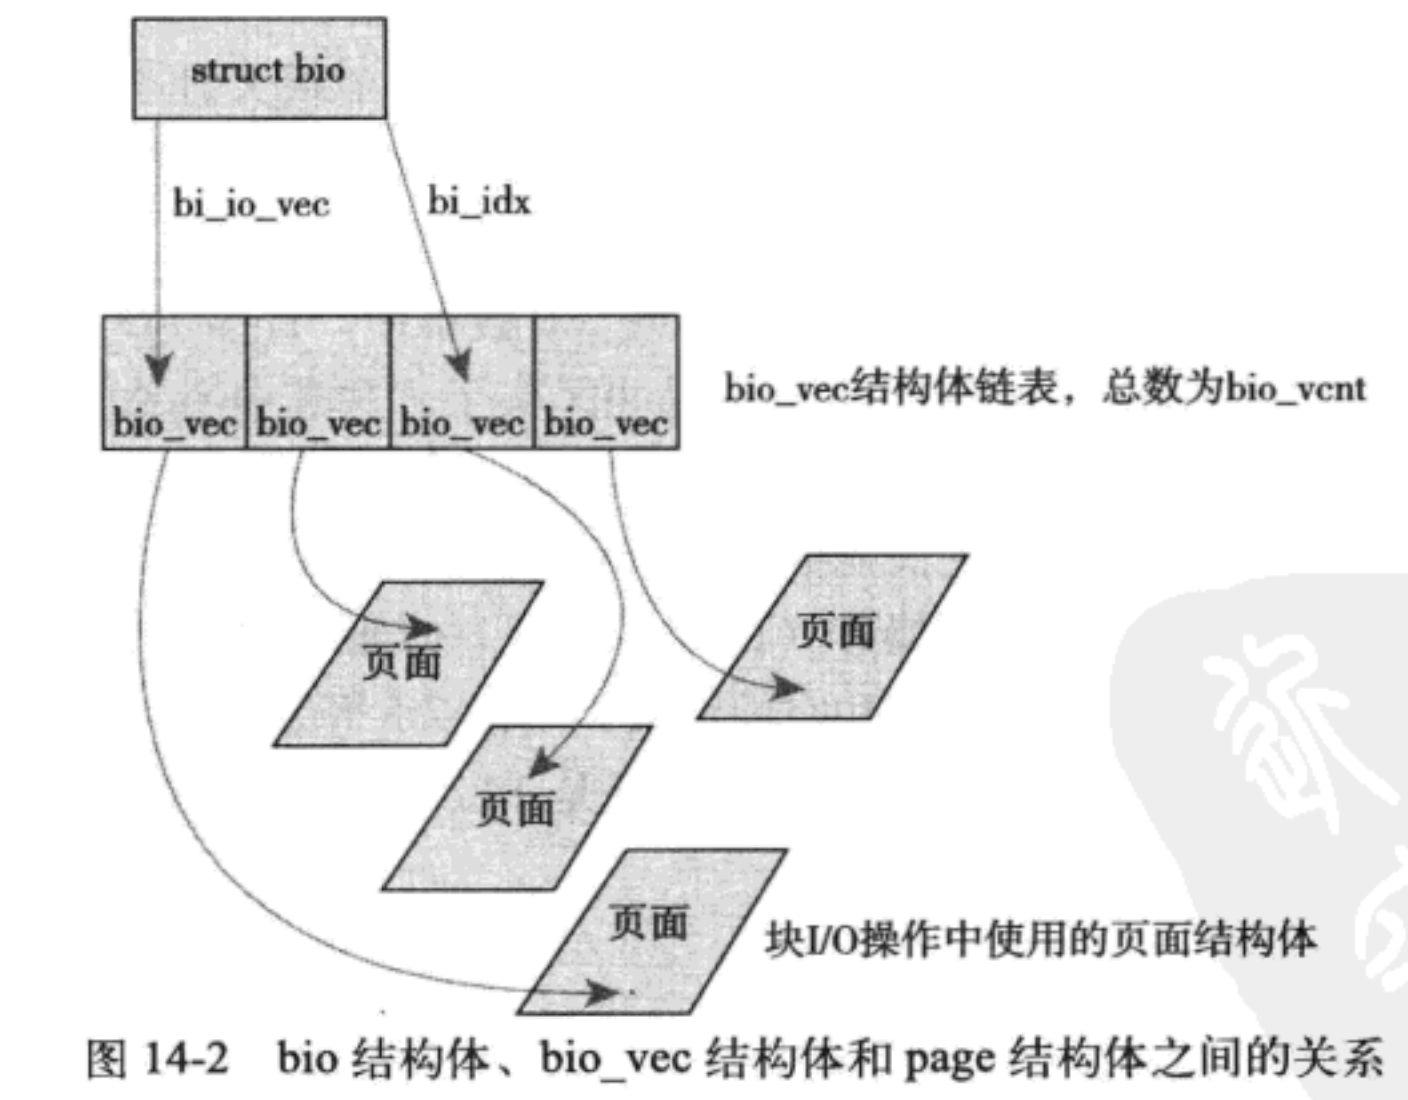 struct bio
bi_io_vec
bi_idx
bio_vec
bio_vec
bio_vec
bio_vec
bio_vec结构体链表，总数为bio_vcnt
页面
页面
页面
页面
块I/O操作中使用的页面结构体
图 14-2 bio 结构体、bio_vec 结构体和 page 结构体之间的关系